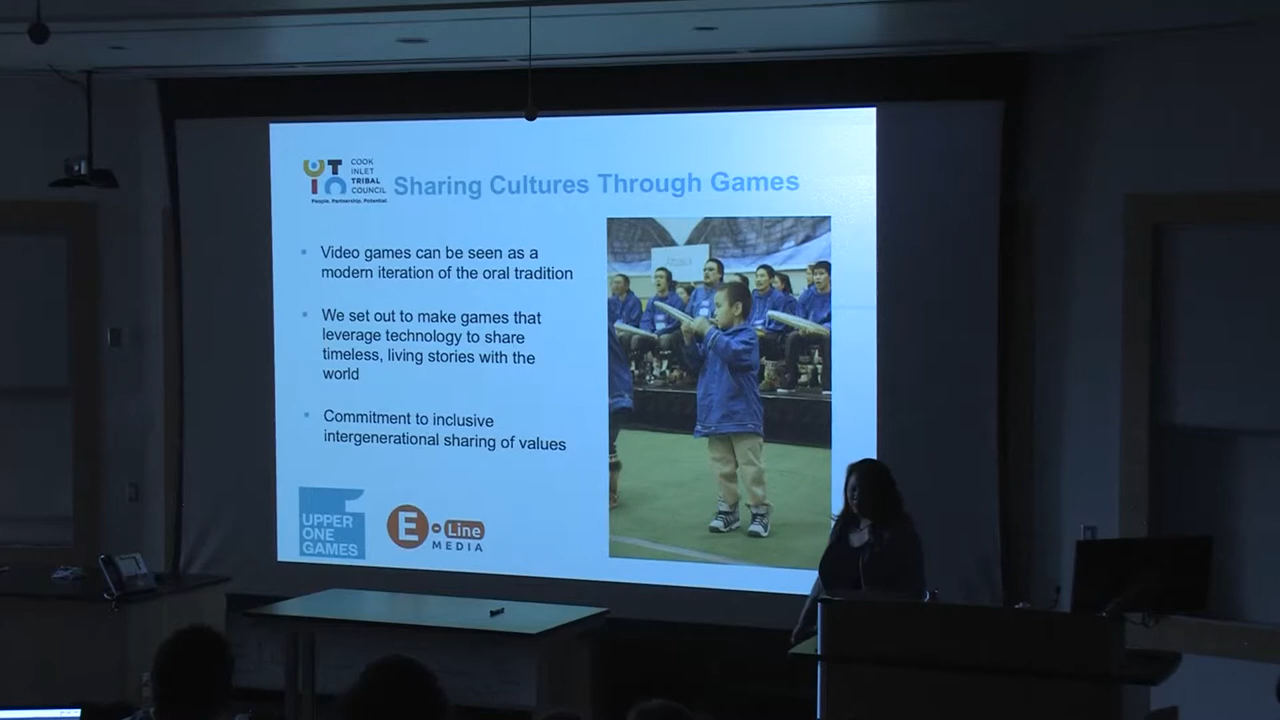 COOK
INLET
TRIBAL
COUNCIL
People. Partnership. Potential.
Sharing Cultures Through Games
Video games can be seen as a
modern iteration of the oral tradition
We set out to make games that
leverage technology to share
timeless, living stories with the
world
Commitment to inclusive
intergenerational sharing of values
UPPER
ONE
GAMES
E-Line
MEDIA